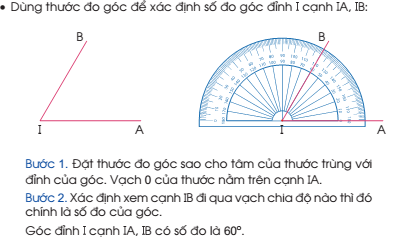 • Dùng thước đo góc để xác định số đo góc đỉnh I cạnh IA, IB:
B
B
I
A
I
A
Bước 1. Đặt thước đo góc sao cho tâm của thước trùng với
đỉnh của góc. Vạch 0 của thước nằm trên cạnh IA.
Bước 2. Xác định xem cạnh IB đi qua vạch chia độ nào thì đó
chính là số đo của góc.
Góc đỉnh I cạnh IA, IB có số đo là 60°.